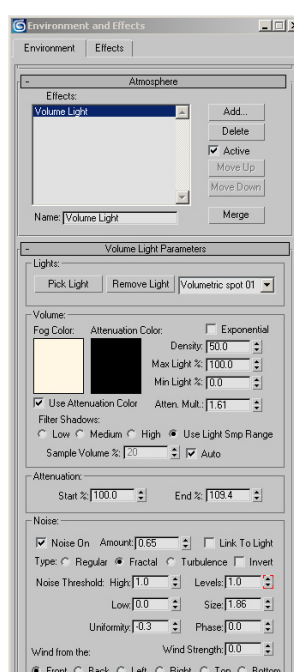 Environment and Effects
Environment Effects
- Atmosphere
Effects:
Volume Light
Add...
Delete
Active
Move Up
Move Down
Name: Volume Light Merge
- Volume Light Parameters
Lights:
Pick Light Remove Light Volumetric spot 01
Volume:
Fog Color: Attenuation Color: Exponential
Density: 50.0
Max Light %: 100.0
Min Light %: 0.0
Use Attenuation Color Atten. Mult.: 1.61
Filter Shadows:
Low Medium High Use Light Smp Range
Sample Volume %: 20 Auto
Attenuation:
Start %: 100.0 End %: 109.4
Noise:
Noise On Amount: 0.65 Link To Light
Type: Regular Fractal Turbulence Invert
Noise Threshold: High: 1.0 Levels: 1.0
Low: 0.0 Size: 1.86
Uniformity: -0.3 Phase: 0.0
Wind from the: Wind Strength: 0.0
Front Back Left Right Top Bottom